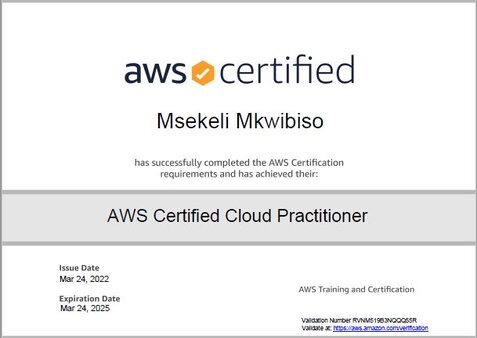 aws certified
Msekeli Mkwibiso
has successfully completed the AWS Certification
requirements and has achieved their:
AWS Certified Cloud Practitioner
Issue Date
Mar 24, 2022
Expiration Date
Mar 24, 2025
AWS Training and Certification
Validation Number RVNM519B3NQQQ55R
Validate at: https://aws.amazon.com/verification